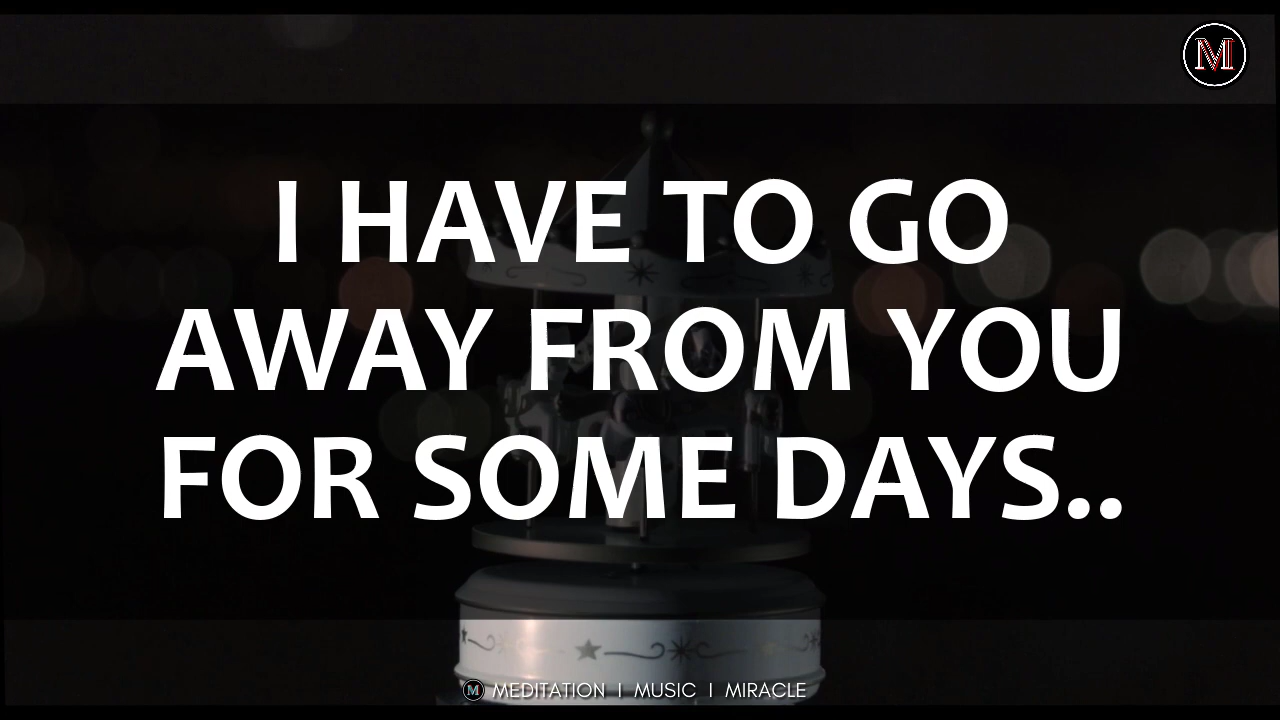 M
I HAVE TO GO
AWAY FROM YOU
FOR SOME DAYS..
M MEDITATION I MUSIC I MIRACLE